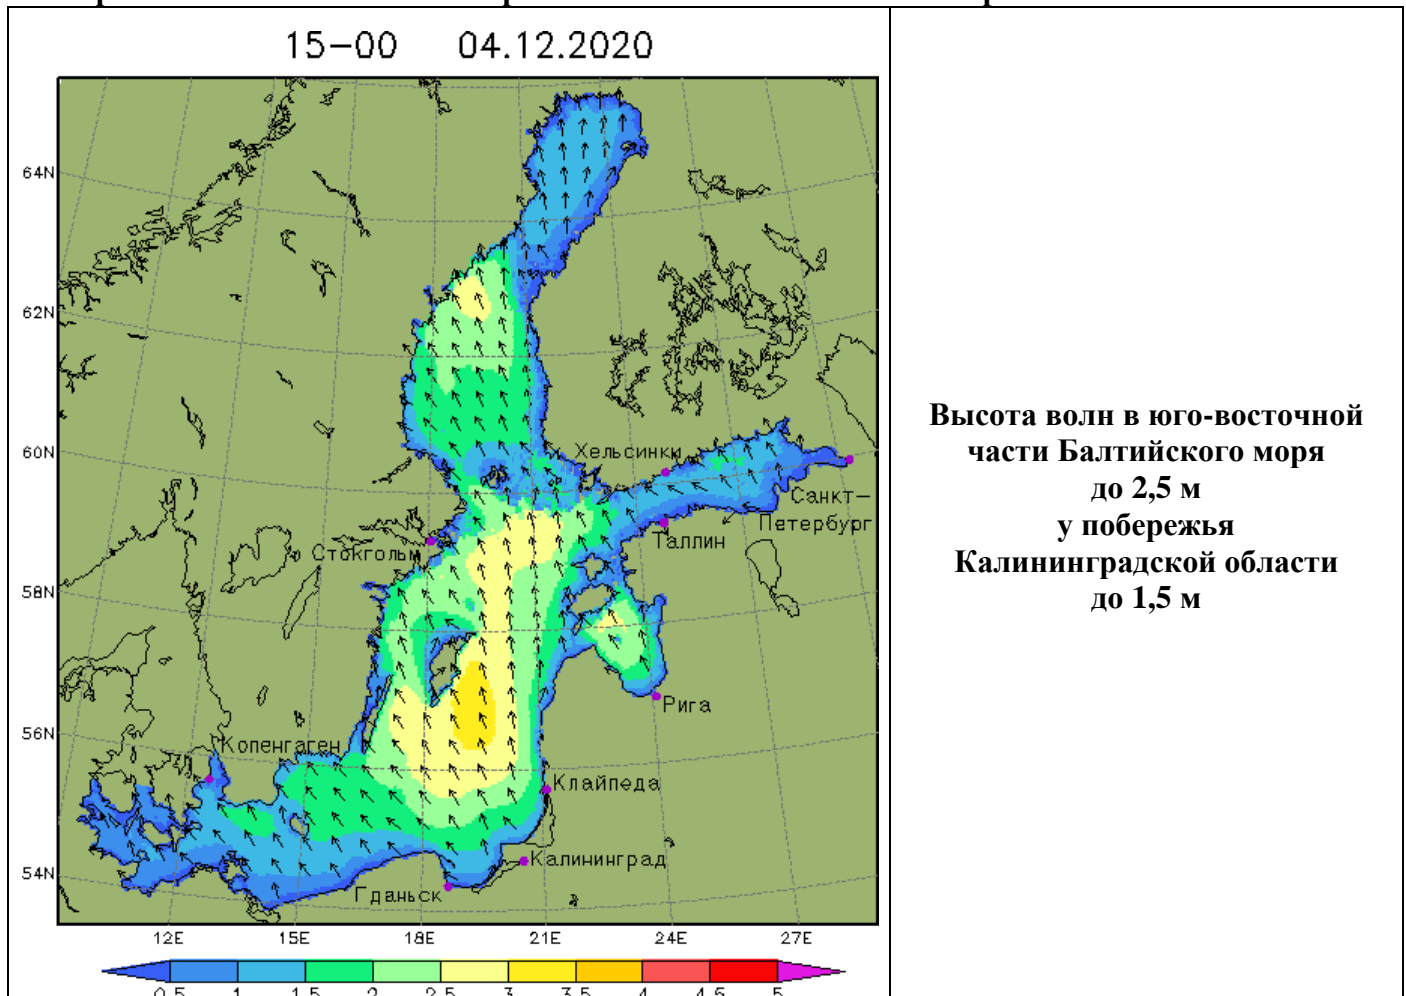 15-00 04.12.2020
64N
62N
60N
58N
56N
54N
Хельсинки
Санкт-
Петербург
Таллин
Стокгольм
Рига
Копенгаген
Клайпеда
Калининград
Гданьск
12E 15E 18E 21E 24E 27E
0.5 1 1.5 2 2.5 3 3.5 4 4.5 5
Высота волн в юго-восточной
части Балтийского моря
до 2,5 м
у побережья
Калининградской области
до 1,5 м